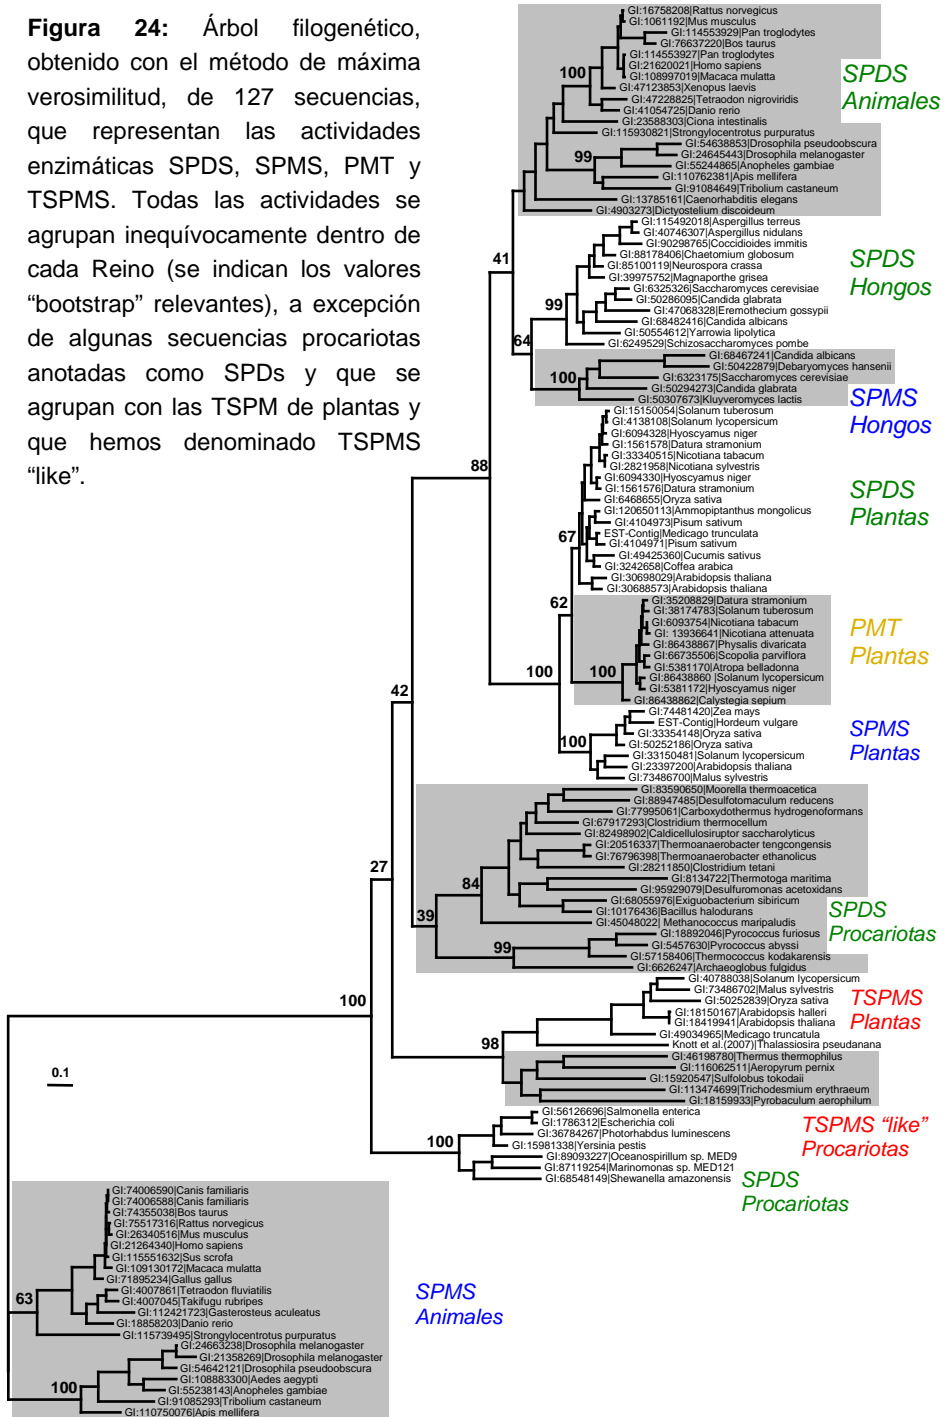 Figura 24: Árbol filogenético,
obtenido con el método de máxima
verosimilitud, de 127 secuencias,
que representan las actividades
enzimáticas SPDS, SPMS, PMT y
TSPMS. Todas las actividades se
agrupan inequívocamente dentro de
cada Reino (se indican los valores
“bootstrap” relevantes), a excepción
de algunas secuencias procariotas
anotadas como SPDs y que se
agrupan con las TSPM de plantas y
que hemos denominado TSPMS
“like”.
GI:16758208|Rattus norvegicus
GI:1061192|Mus musculus
GI:114553929|Pan troglodytes
GI:76637220|Bos taurus
GI:114553927|Pan troglodytes
GI:21620021|Homo sapiens
GI:108997019|Macaca mulatta
GI:47123853|Xenopus laevis
GI:47228825|Tetraodon nigroviridis
GI:41054725|Danio rerio
GI:23588303|Ciona intestinalis
GI:115930821|Strongylocentrotus purpuratus
GI:54638853|Drosophila pseudoobscura
GI:24645443|Drosophila melanogaster
GI:55244865|Anopheles gambiae
GI:110762381|Apis mellifera
GI:91084649|Tribolium castaneum
GI:13785161|Caenorhabditis elegans
GI:4903273|Dictyostelium discoideum
100
99
SPDS
Animales
41
GI:115492018|Aspergillus terreus
GI:40746307|Aspergillus nidulans
GI:90298765|Coccidioides immitis
GI:88178406|Chaetomium globosum
GI:85100119|Neurospora crassa
GI:39975752|Magnaporthe grisea
GI:6325326|Saccharomyces cerevisiae
GI:50286095|Candida glabrata
GI:47068328|Eremothecium gossypii
GI:68482416|Candida albicans
GI:50554612|Yarrowia lipolytica
GI:6249529|Schizosaccharomyces pombe
99
64
SPDS
Hongos
GI:68467241|Candida albicans
GI:50422879|Debaryomyces hansenii
GI:6323175|Saccharomyces cerevisiae
GI:50294273|Candida glabrata
GI:50307673|Kluyveromyces lactis
100
SPMS
Hongos
88
GI:15150054|Solanum tuberosum
GI:4138108|Solanum lycopersicum
GI:6094328|Hyoscyamus niger
GI:1561578|Datura stramonium
GI:33340515|Nicotiana tabacum
GI:2821958|Nicotiana sylvestris
GI:6094330|Hyoscyamus niger
GI:1561576|Datura stramonium
GI:6468655|Oryza sativa
GI:120650113|Ammopiptanthus mongolicus
GI:4104973|Pisum sativum
EST-Contig|Medicago trunculata
GI:4104971|Pisum sativum
GI:49425360|Cucumis sativus
GI:3242658|Coffea arabica
GI:30698029|Arabidopsis thaliana
GI:30688573|Arabidopsis thaliana
67
SPDS
Plantas
62
GI:35208829|Datura stramonium
GI:38174783|Solanum tuberosum
GI:6093754|Nicotiana tabacum
GI: 13936641|Nicotiana attenuata
GI:86438867|Physalis divaricata
GI:66735506|Scopolia parviflora
GI:5381170|Atropa belladonna
GI:86438860 |Solanum lycopersicum
GI:5381172|Hyoscyamus niger
GI:86438862|Calystegia sepium
100
100
PMT
Plantas
GI:74481420|Zea mays
EST-Contig|Hordeum vulgare
GI:33354148|Oryza sativa
GI:50252186|Oryza sativa
GI:33150481|Solanum lycopersicum
GI:23397200|Arabidopsis thaliana
GI:73486700|Malus sylvestris
100
SPMS
Plantas
42
GI:83590650|Moorella thermoacetica
GI:88947485|Desulfotomaculum reducens
GI:77995061|Carboxydothermus hydrogenoformans
GI:67917293|Clostridium thermocellum
GI:82498902|Caldicellulosiruptor saccharolyticus
GI:20516337|Thermoanaerobacter tengcongensis
GI:76796398|Thermoanaerobacter ethanolicus
GI:28211850|Clostridium tetani
GI:8134722|Thermotoga maritima
GI:95929079|Desulfuromonas acetoxidans
GI:68055976|Exiguobacterium sibiricum
GI:10176436|Bacillus halodurans
GI:45048022| Methanococcus maripaludis
GI:18892046|Pyrococcus furiosus
GI:5457630|Pyrococcus abyssi
GI:57158406|Thermococcus kodakarensis
GI:6626247|Archaeoglobus fulgidus
27
84
39
99
SPDS
Procariotas
GI:40788038|Solanum lycopersicum
GI:73486702|Malus sylvestris
GI:50252839|Oryza sativa
GI:18150167|Arabidopsis halleri
GI:18419941|Arabidopsis thaliana
GI:49034965|Medicago truncatula
Knott et al.(2007)|Thalassiosira pseudanana
100
98
TSPMS
Plantas
GI:46198780|Thermus thermophilus
GI:116062511|Aeropyrum pernix
GI:15920547|Sulfolobus tokodaii
GI:113474699|Trichodesmium erythraeum
GI:18159933|Pyrobaculum aerophilum
0.1
TSPMS “like”
Procariotas
GI:56126696|Salmonella enterica
GI:1786312|Escherichia coli
GI:36784267|Photorhabdus luminescens
GI:15981338|Yersinia pestis
GI:89093227|Oceanospirillum sp. MED9
GI:87119254|Marinomonas sp. MED121
GI:68548149|Shewanella amazonensis
100
SPDS
Procariotas
GI:74006590|Canis familiaris
GI:74006588|Canis familiaris
GI:74355038|Bos taurus
GI:75517316|Rattus norvegicus
GI:26340516|Mus musculus
GI:21264340|Homo sapiens
GI:115551632|Sus scrofa
GI:109130172|Macaca mulatta
GI:71895234|Gallus gallus
GI:4007861|Tetraodon fluviatilis
GI:4007045|Takifugu rubripes
GI:112421723|Gasterosteus aculeatus
GI:18858203|Danio rerio
GI:115739495|Strongylocentrotus purpuratus
GI:24663238|Drosophila melanogaster
GI:21358269|Drosophila melanogaster
GI:54642121|Drosophila pseudoobscura
GI:108883300|Aedes aegypti
GI:55238143|Anopheles gambiae
GI:91085293|Tribolium castaneum
GI:110750076|Apis mellifera
63
100
SPMS
Animales